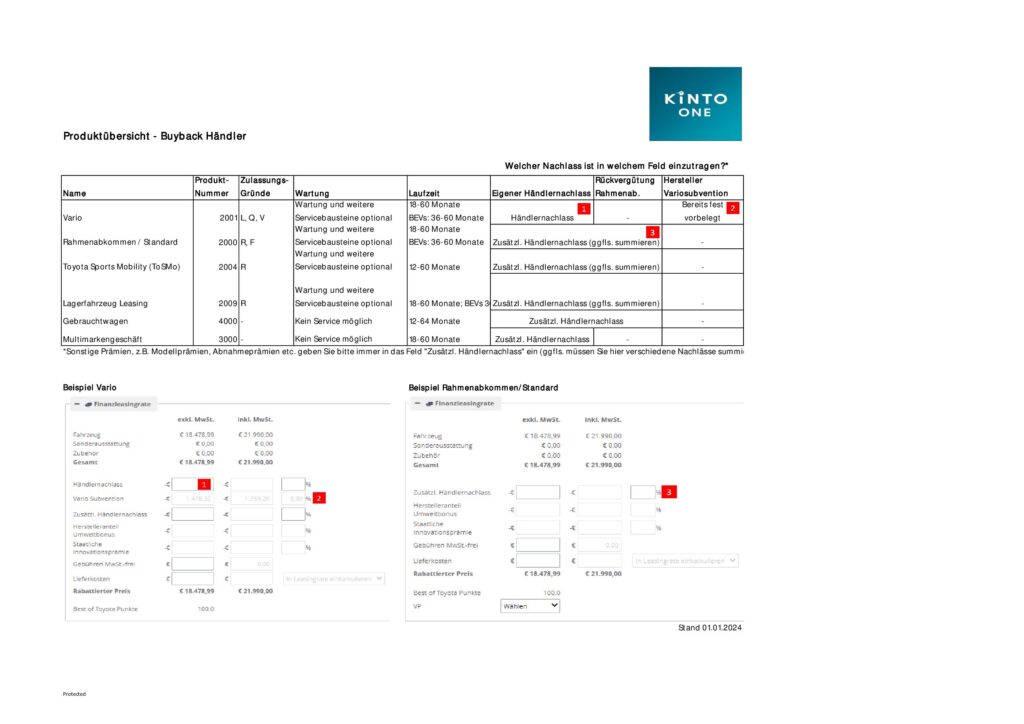 KINTO
ONE
Produktübersicht - Buyback Händler
Welcher Nachlass ist in welchem Feld einzutragen?*
Name Produkt-Nummer Zulassungs-Gründe Wartung Laufzeit Eigener Händlernachlass Rückvergütung Rahmenab. Hersteller Variosubvention
Vario 2001 L, Q, V Wartung und weitere Servicebausteine optional 18-60 Monate BEVs: 36-60 Monate Händlernachlass 1 - Bereits fest vorbelegt 2
Rahmenabkommen / Standard 2000 R, F Wartung und weitere Servicebausteine optional 18-60 Monate BEVs: 36-60 Monate Zusätzl. Händlernachlass (ggfls. summieren) 3 -
Toyota Sports Mobility (ToSMo) 2004 R Wartung und weitere Servicebausteine optional 12-60 Monate Zusätzl. Händlernachlass (ggfls. summieren) -
Lagerfahrzeug Leasing 2009 R Wartung und weitere Servicebausteine optional 18-60 Monate; BEVs 3 Zusätzl. Händlernachlass (ggfls. summieren) -
Gebrauchtwagen 4000 - Kein Service möglich 12-64 Monate Zusätzl. Händlernachlass -
Multimarkengeschäft 3000 - Kein Service möglich 18-60 Monate Zusätzl. Händlernachlass - -
*Sonstige Prämien, z.B. Modellprämien, Abnahmeprämien etc. geben Sie bitte immer in das Feld "Zusätzl. Händlernachlass" ein (ggfls. müssen Sie hier verschiedene Nachlässe summi
Beispiel Vario
Finanzleasingrate
exkl. MwSt. inkl. MwSt.
Fahrzeug € 18.478,99 € 21.990,00
Sonderausstattung € 0,00 € 0,00
Zubehör € 0,00 € 0,00
Gesamt € 18.478,99 € 21.990,00
Händlernachlass -€ 1 -€ %
Vario Subvention -€ 1.478,32 -€ 1.759,20 8,00 % 2
Zusätzl. Händlernachlass -€ -€ %
Herstelleranteil Umweltbonus -€ -€ %
Staatliche Innovationsprämie -€ -€ %
Gebühren MwSt.-frei € € 0,00
Lieferkosten € € In Leasingrate einkalkulieren
Rabattierter Preis € 18.478,99 € 21.990,00
Best of Toyota Punkte 100.0
Beispiel Rahmenabkommen/Standard
Finanzleasingrate
exkl. MwSt. inkl. MwSt.
Fahrzeug € 18.478,99 € 21.990,00
Sonderausstattung € 0,00 € 0,00
Zubehör € 0,00 € 0,00
Gesamt € 18.478,99 € 21.990,00
Zusätzl. Händlernachlass -€ -€ % 3
Herstelleranteil Umweltbonus -€ -€ %
Staatliche Innovationsprämie -€ -€ %
Gebühren MwSt.-frei € € 0,00
Lieferkosten € € In Leasingrate einkalkulieren
Rabattierter Preis € 18.478,99 € 21.990,00
Best of Toyota Punkte 100.0
VP Wählen
Stand 01.01.2024
Protected